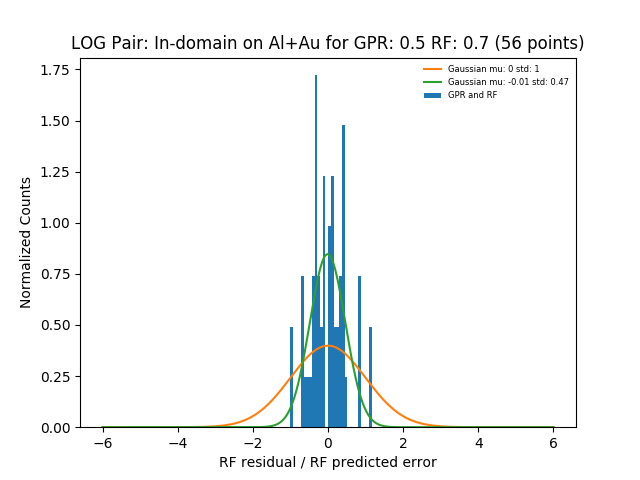 LOG Pair: In-domain on Al+Au for GPR: 0.5 RF: 0.7 (56 points)
Gaussian mu: 0 std: 1
Gaussian mu: -0.01 std: 0.47
GPR and RF
Normalized Counts
1.75
1.50
1.25
1.00
0.75
0.50
0.25
0.00
−6 −4 −2 0 2 4 6
RF residual / RF predicted error